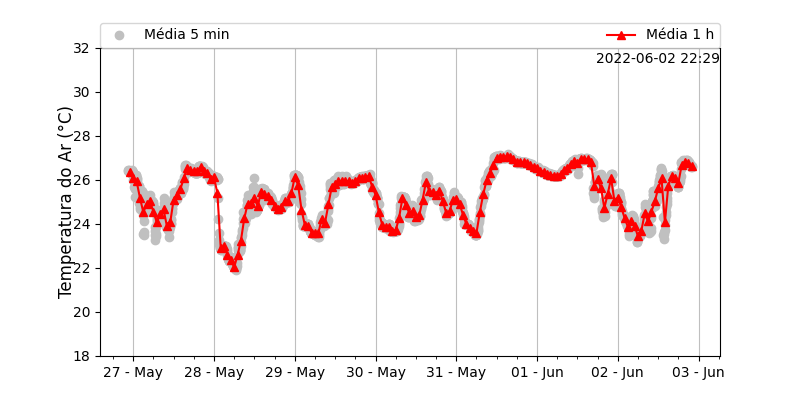 Média 5 min
Média 1 h
2022-06-02 22:29
Temperatura do Ar (°C)
32
30
28
26
24
22
20
18
27 - May
28 - May
29 - May
30 - May
31 - May
01 - Jun
02 - Jun
03 - Jun